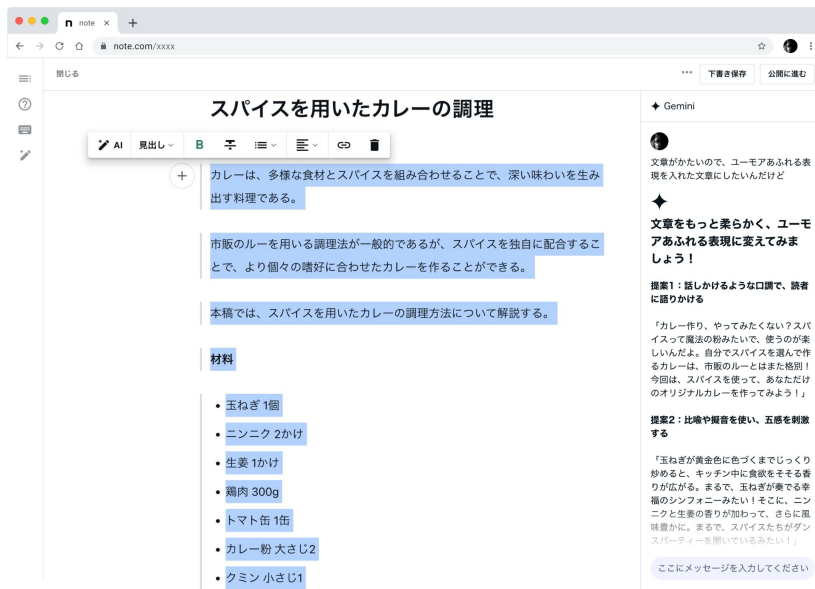 note
note.com/xxxx
閉じる
下書き保存
公開に進む
スパイスを用いたカレーの調理
AI
見出し
B
カレーは、多様な食材とスパイスを組み合わせることで、深い味わいを生み
出す料理である。
市販のルーを用いる調理法が一般的であるが、スパイスを独自に配合するこ
とで、より個々の嗜好に合わせたカレーを作ることができる。
本稿では、スパイスを用いたカレーの調理方法について解説する。
材料
• 玉ねぎ 1個
• ニンニク 2かけ
• 生姜 1かけ
• 鶏肉 300g
• トマト缶 1缶
• カレー粉 大さじ2
• クミン 小さじ1
Gemini
文章がかたいので、ユーモアあふれる表
現を入れた文章にしたいんだけど
文章をもっと柔らかく、ユーモ
アあふれる表現に変えてみま
しょう！
提案1：話しかけるような口調で、読者
に語りかける
「カレー作り、やってみたくない？スパ
イスって魔法の粉みたいで、使うのが楽
しいんだよ。自分でスパイスを選んで作
るカレーは、市販のルーとはまた格別！
今回は、スパイスを使って、あなただけ
のオリジナルカレーを作ってみよう！」
提案2：比喩や擬音を使い、五感を刺激
する
「玉ねぎが黄金色に色づくまでじっくり
炒めると、キッチン中に食欲をそそる香
りが広がる。まるで、玉ねぎが奏でる幸
福のシンフォニーみたい！そこに、ニン
ニクと生姜の香りが加わって、さらに風
味豊かに。まるで、スパイスたちがダン
スパーティーを開いているみたい！」
ここにメッセージを入力してください